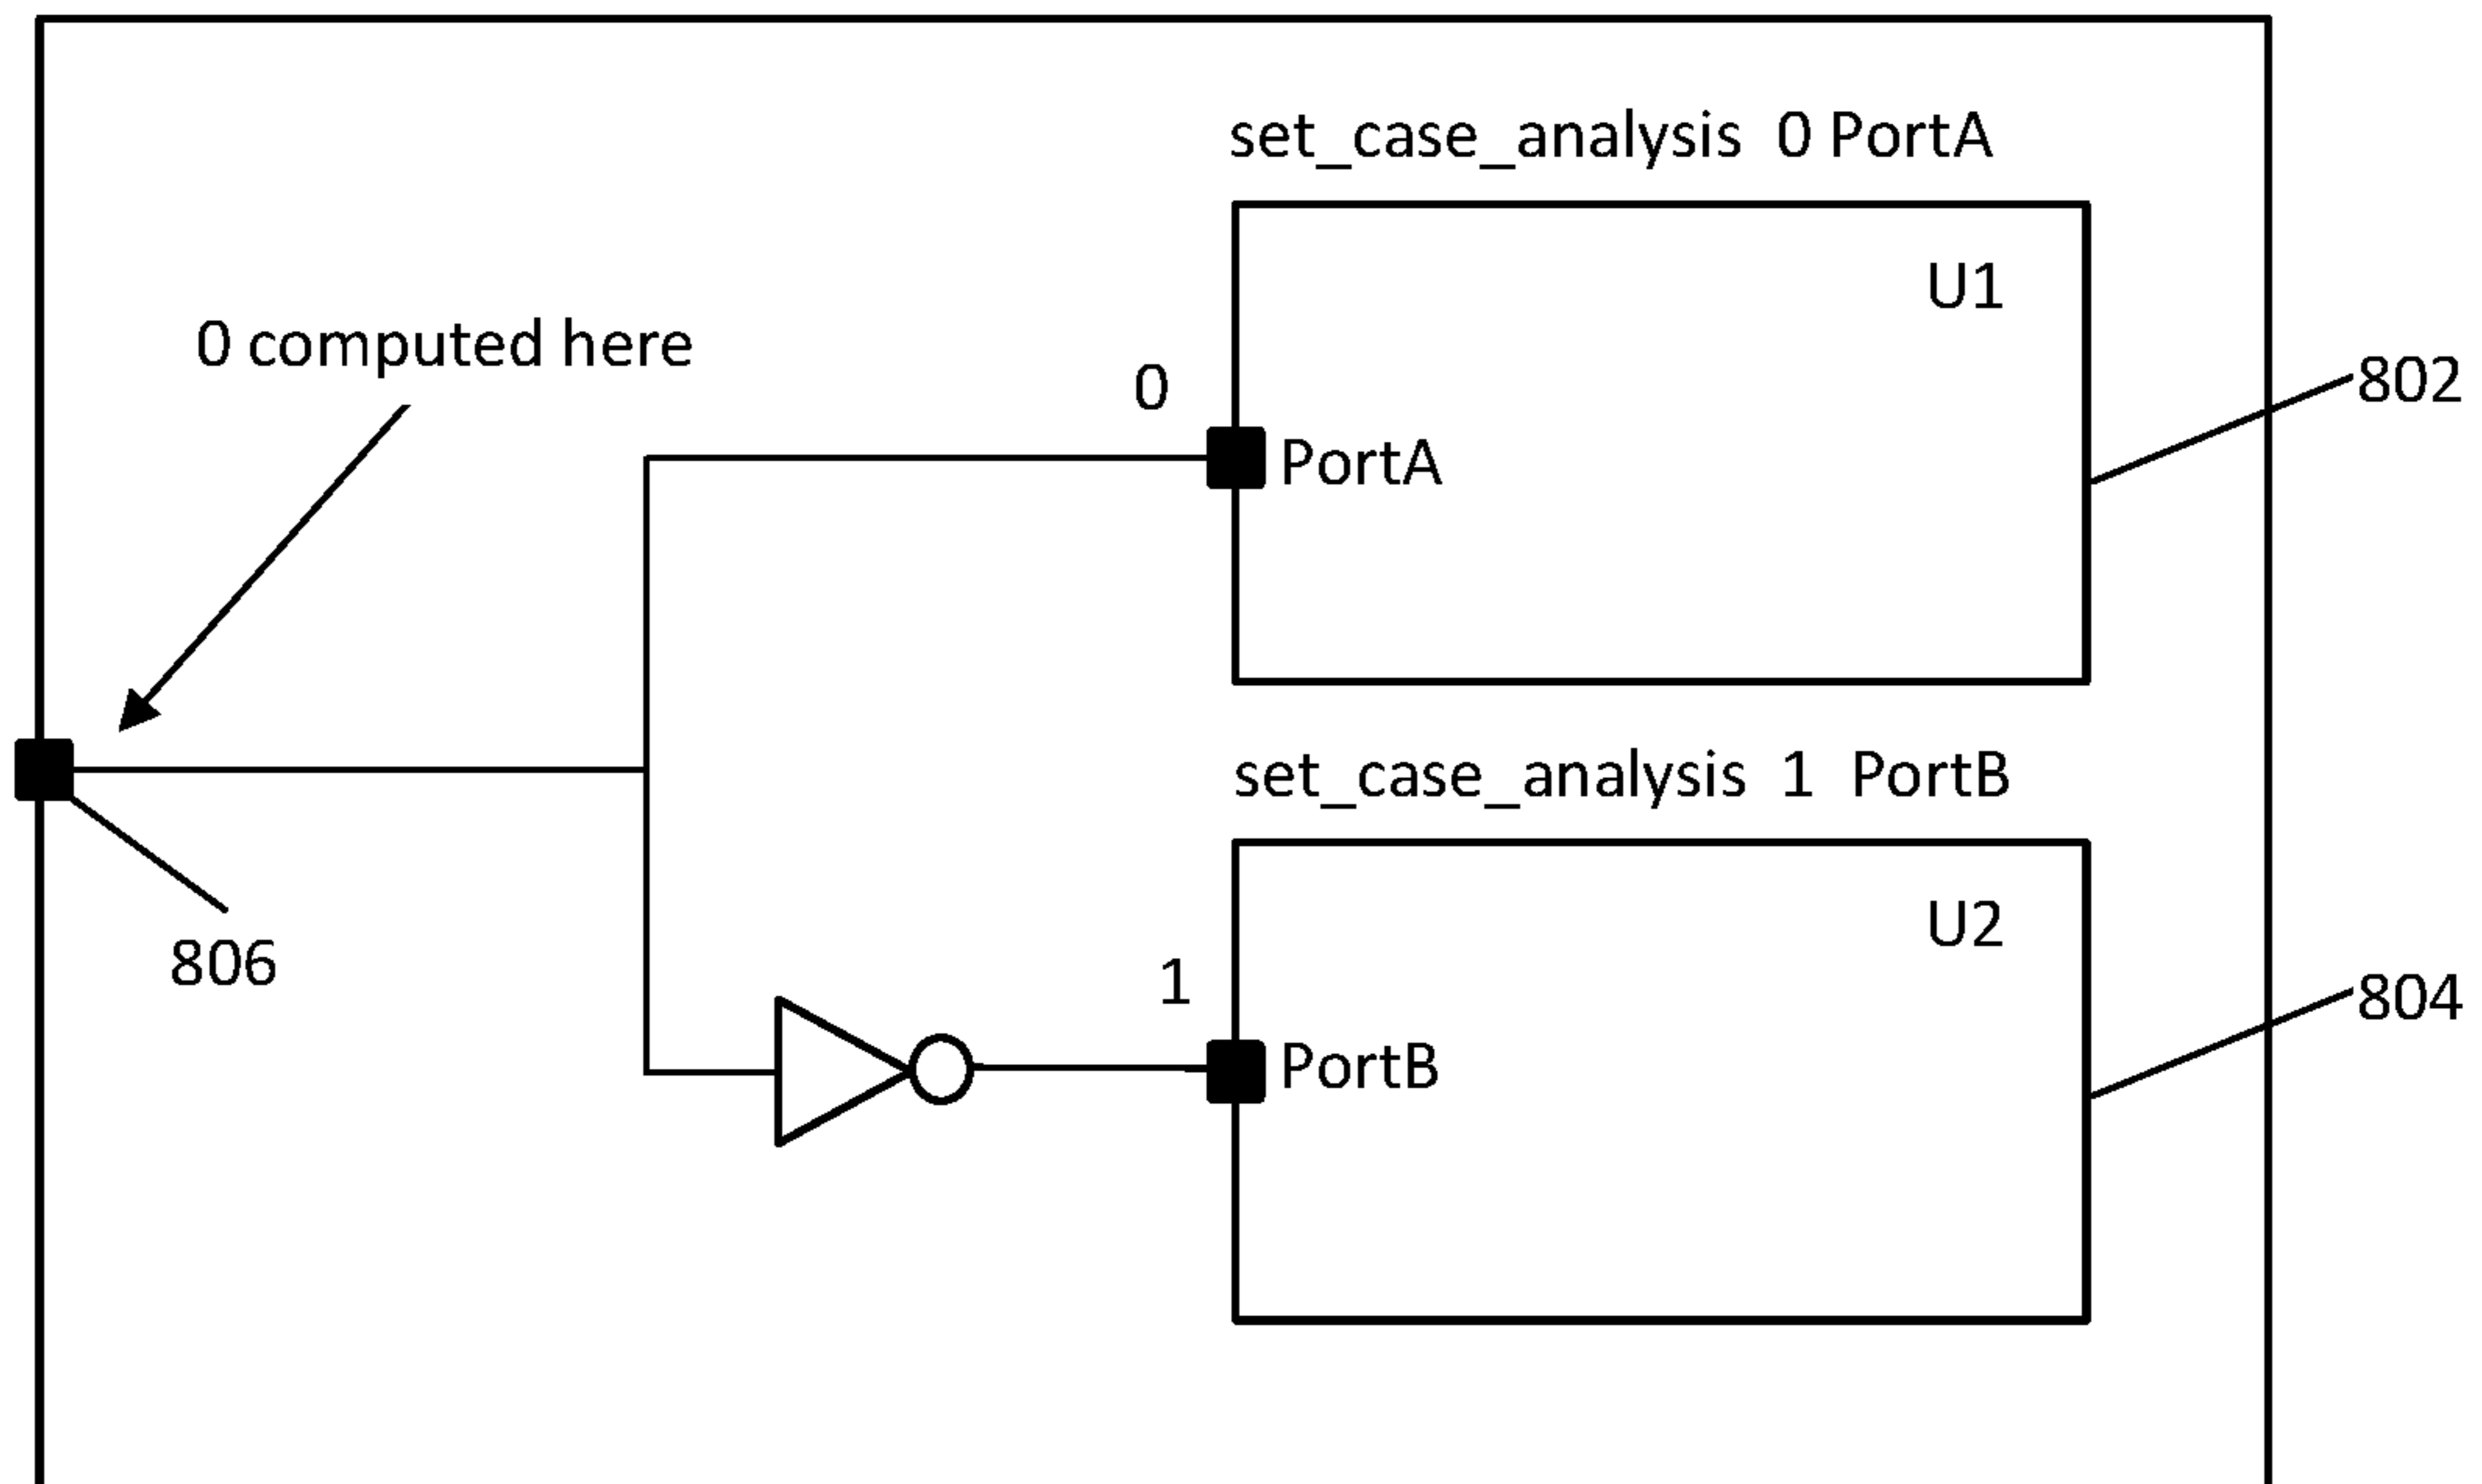 set_case_analysis 0 PortA
U1
0 computed here
0
802
PortA
set_case_analysis 1 PortB
U2
806
1
804
PortB